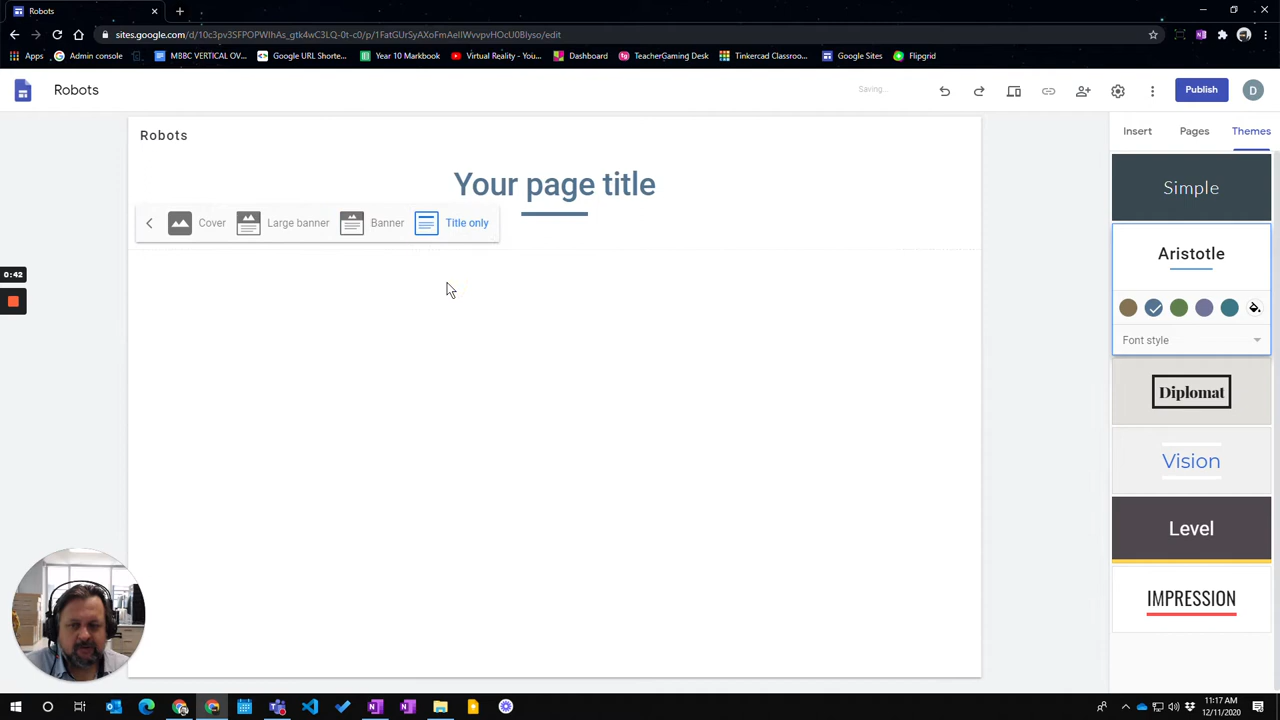 Robots
sites.google.com/d/10c3pv3SFPOPWlhAs_gtk4wC3LQ-0t-c0/p/1FatGUrSyAXoFmAeIIWvvpvHOcU0BIyso/edit
Apps
Admin console
MBBC VERTICAL OV...
Google URL Shorte...
Year 10 Markbook
Virtual Reality - You...
Dashboard
TeacherGaming Desk
Tinkercad Classroo...
Google Sites
Flipgrid
Robots
Saving...
Publish
D
Insert
Pages
Themes
Robots
Your page title
Cover
Large banner
Banner
Title only
Simple
Aristotle
Font style
Diplomat
Vision
Level
IMPRESSION
0:42
11:17 AM
12/11/2020